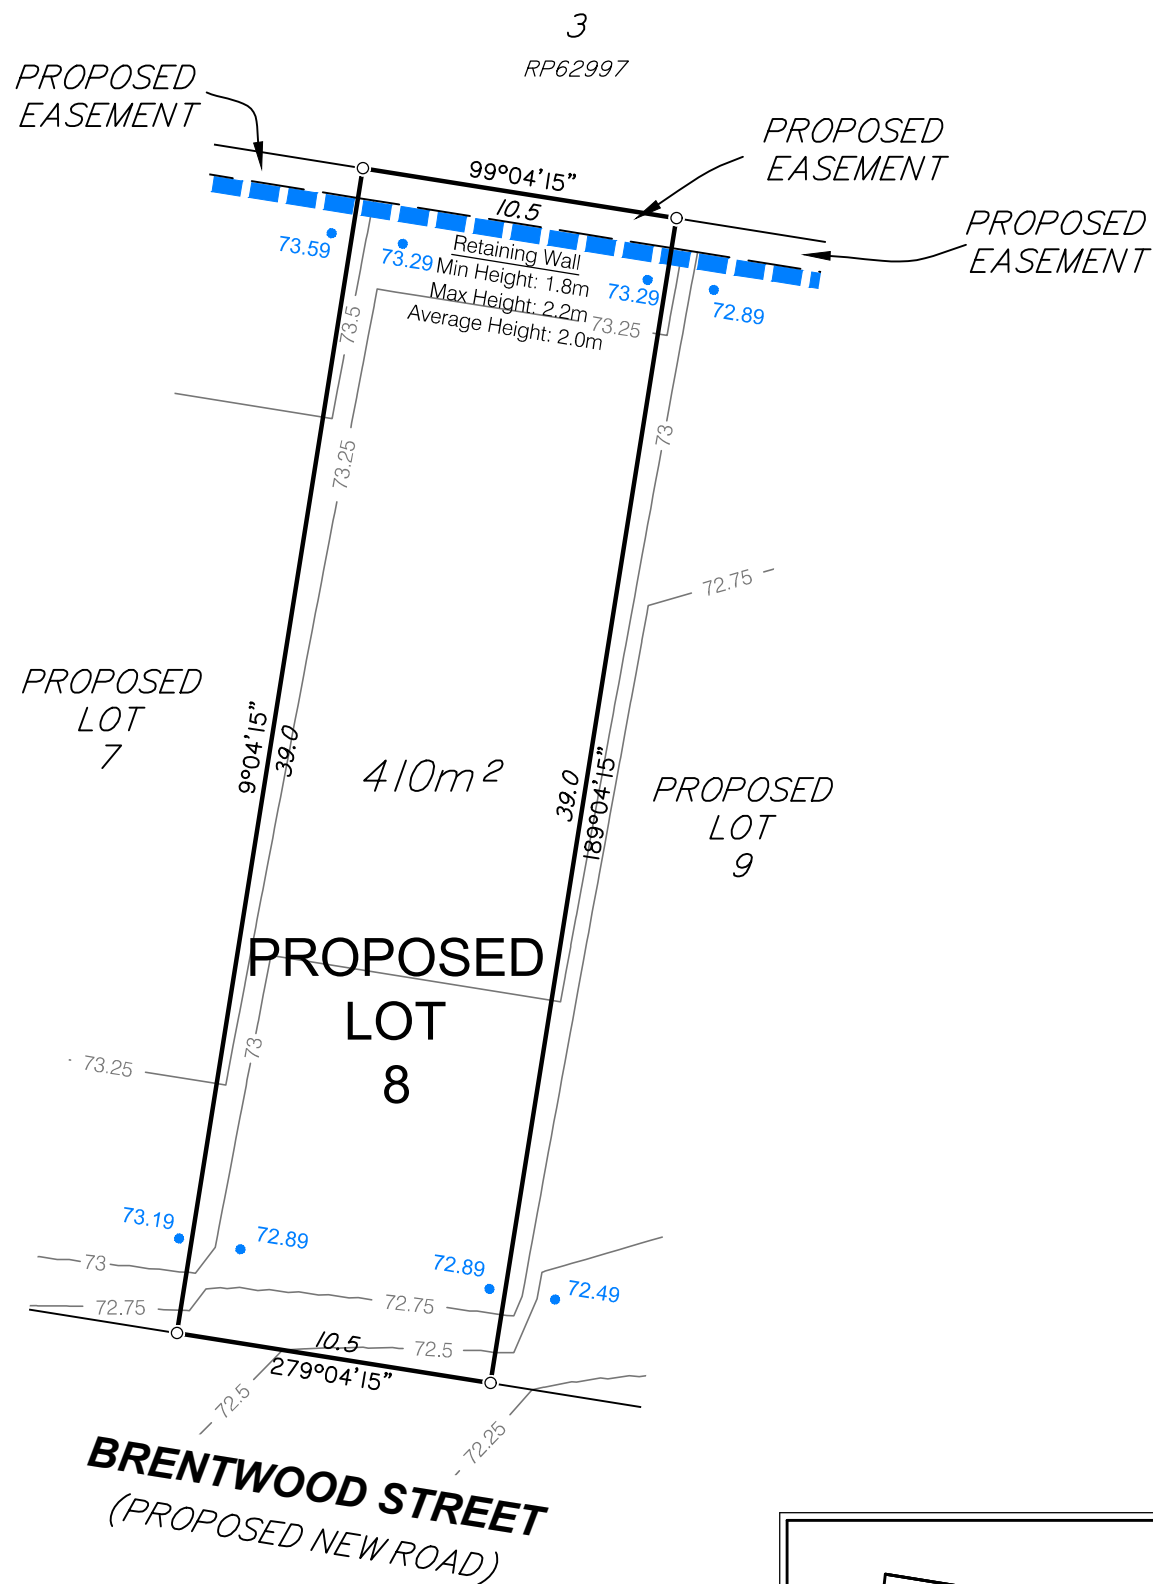 3
RP62997
PROPOSED
EASEMENT
PROPOSED
EASEMENT
PROPOSED
EASEMENT
99°04'15"
10.5
73.59
73.29
Retaining Wall
Min Height: 1.8m
Max Height: 2.2m
Average Height: 2.0m
73.29
72.89
73.25
73.5
73.25
73
72.75
PROPOSED
LOT
7
9°04'15"
39.0
410m²
39.0
189°04'15"
PROPOSED
LOT
9
PROPOSED
LOT
8
73
73.25
73.19
72.89
72.89
72.49
73
72.75
72.75
72.5
10.5
279°04'15"
72.5
72.25
BRENTWOOD STREET
(PROPOSED NEW ROAD)